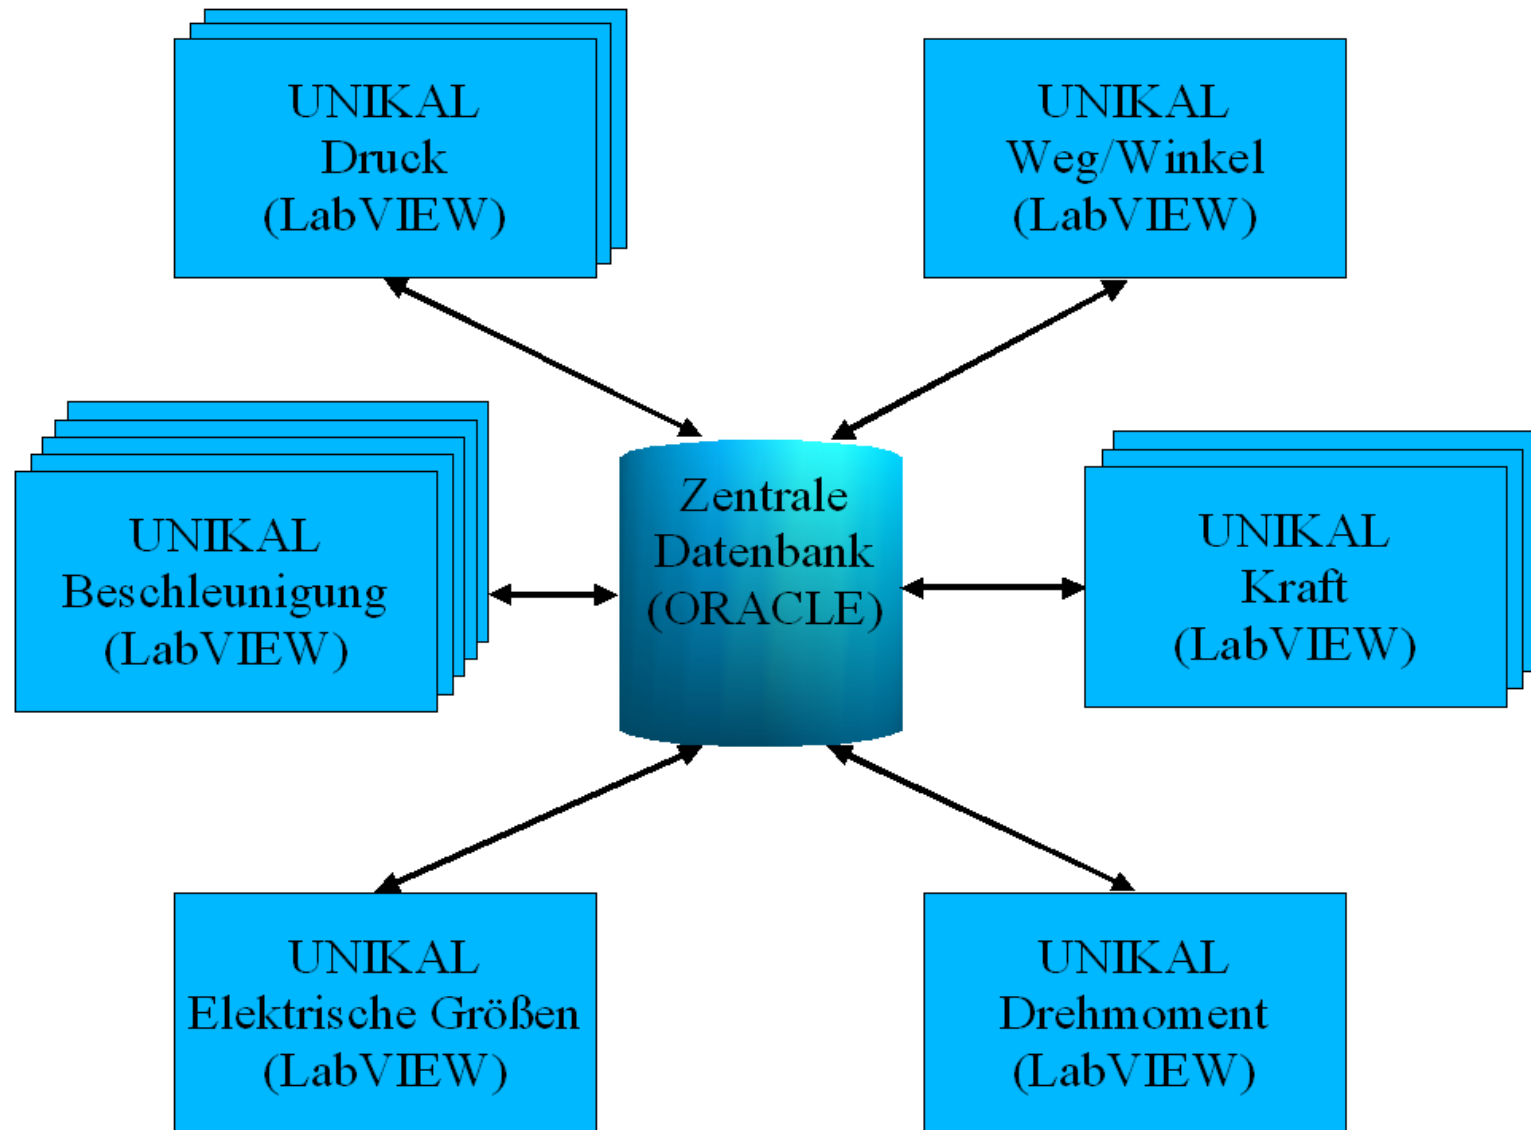 UNIKAL
Druck
(LabVIEW)
UNIKAL
Weg/Winkel
(LabVIEW)
UNIKAL
Beschleunigung
(LabVIEW)
Zentrale
Datenbank
(ORACLE)
UNIKAL
Kraft
(LabVIEW)
UNIKAL
Elektrische Größen
(LabVIEW)
UNIKAL
Drehmoment
(LabVIEW)